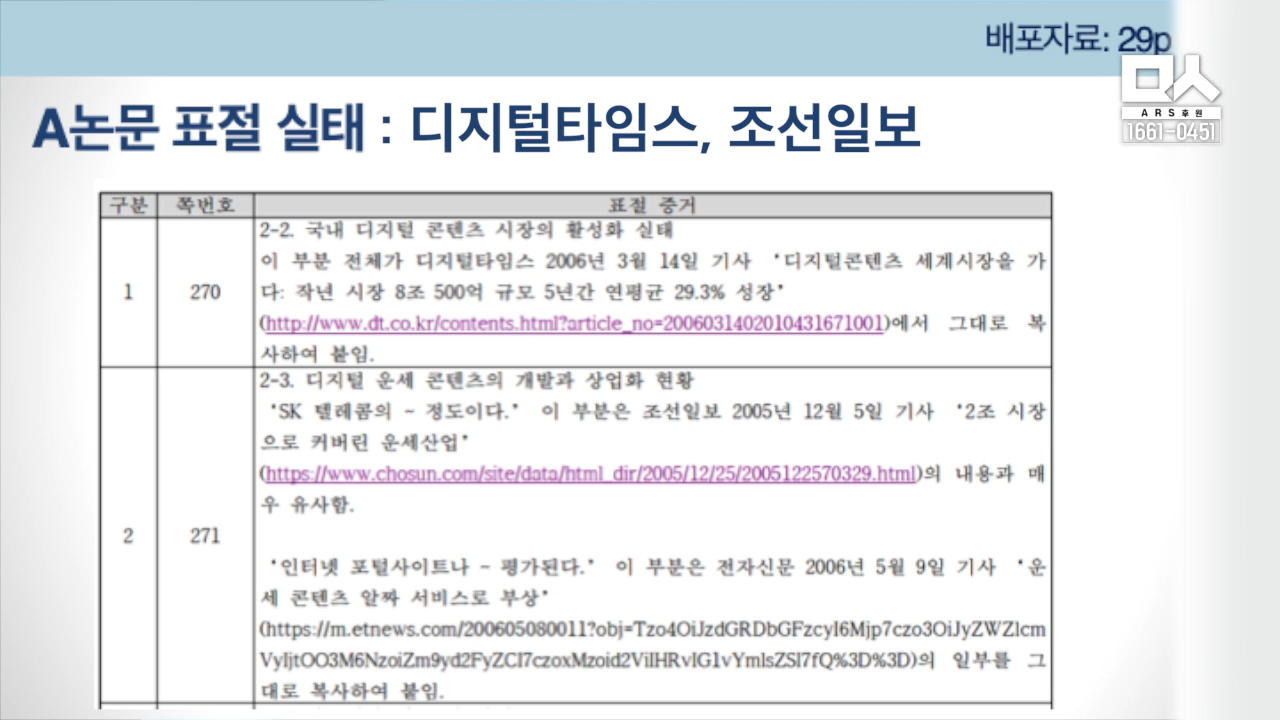 배포자료: 29p
ARS후원
1661-0451
A논문 표절 실태 : 디지털타임스, 조선일보
구분 쪽번호 표절 증거
2-2. 국내 디지털 콘텐츠 시장의 활성화 실태
이 부분 전체가 디지털타임스 2006년 3월 14일 기사 '디지털콘텐츠 세계시장을 가
1 270 다: 작년 시장 8조 500억 규모 5년간 연평균 29.3% 성장'
(http://www.dt.co.kr/contents.html?article_no=2006031402010431671001)에서 그대로 복
사하여 붙임.
2-3. 디지털 운세 콘텐츠의 개발과 상업화 현황
'SK 텔레콤의 ~ 정도이다.' 이 부분은 조선일보 2005년 12월 5일 기사 '2조 시장
으로 커버린 운세산업'
(https://www.chosun.com/site/data/html_dir/2005/12/25/2005122570329.html)의 내용과 매
우 유사함.
2 271
'인터넷 포털사이트나 ~ 평가된다.' 이 부분은 전자신문 2006년 5월 9일 기사 '운
세 콘텐츠 알짜 서비스로 부상'
(https://m.etnews.com/200605080011?obj=Tzo4OiJzdGRDbGFzcyI6Mjp7czo3OiJyZWZlcm
VyIjtOO3M6NzoiZm9yd2FyZCI7czoxMzoid2ViIHRvIG1vYmlsZSI7fQ%3D%3D)의 일부를 그
대로 복사하여 붙임.